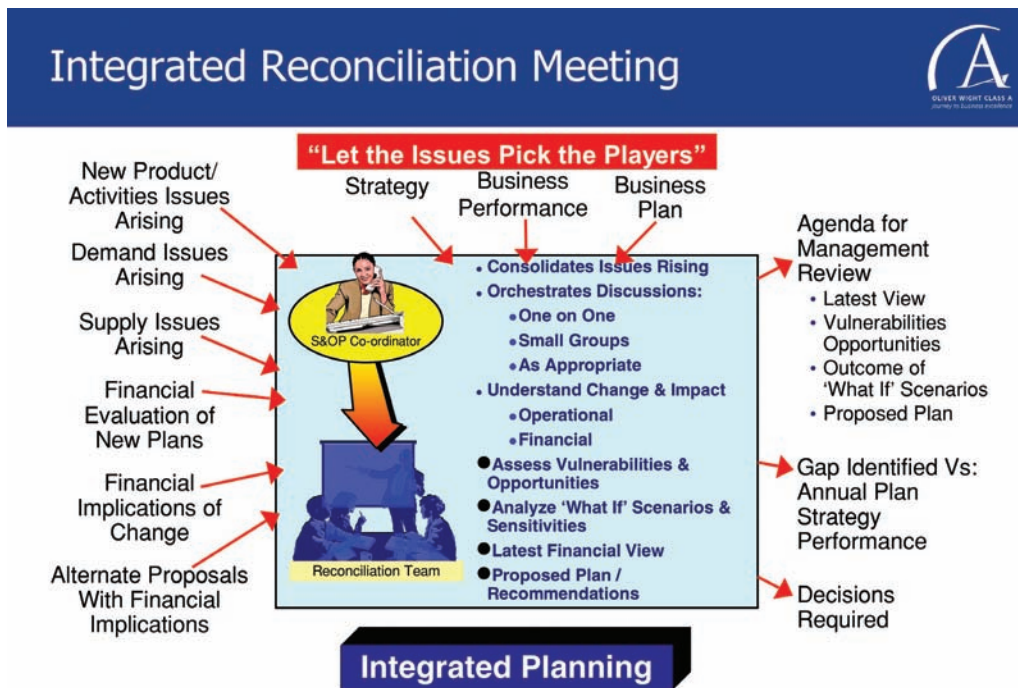 Integrated Reconciliation Meeting
A
OLIVER WIGHT CLASS A
journey to business excellence
“Let the Issues Pick the Players”
Strategy
Business
Performance
Business
Plan
New Product/
Activities Issues
Arising
Demand Issues
Arising
Supply Issues
Arising
Financial
Evaluation of
New Plans
Financial
Implications of
Change
Alternate Proposals
With Financial
Implications
S&OP Co-ordinator
Reconciliation Team
• Consolidates Issues Rising
• Orchestrates Discussions:
• One on One
• Small Groups
• As Appropriate
• Understand Change & Impact
• Operational
• Financial
• Assess Vulnerabilities &
Opportunities
• Analyze ‘What If’ Scenarios &
Sensitivities
• Latest Financial View
• Proposed Plan /
Recommendations
Agenda for
Management
Review
• Latest View
• Vulnerabilities
Opportunities
• Outcome of
‘What If’ Scenarios
• Proposed Plan
Gap Identified Vs:
Annual Plan
Strategy
Performance
Decisions
Required
Integrated Planning